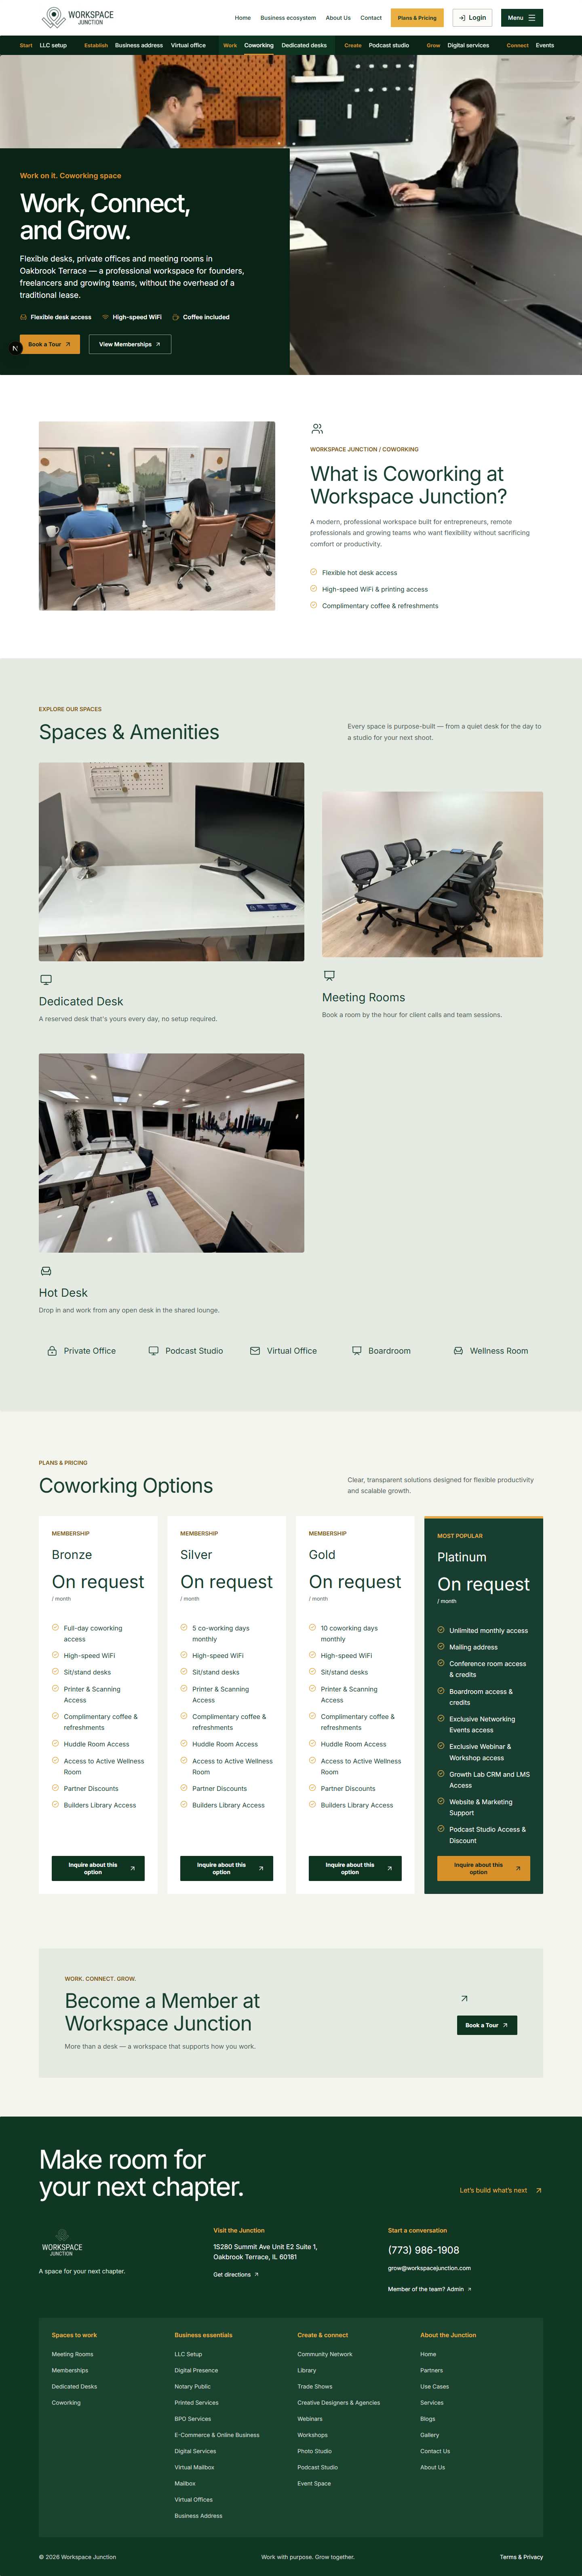 WORKSPACE
JUNCTION
Home Business ecosystem About Us Contact Plans & Pricing Login Menu
Start LLC setup Establish Business address Virtual office Work Coworking Dedicated desks Create Podcast studio Grow Digital services Connect Events
Work on it. Coworking space
Work, Connect,
and Grow.
Flexible desks, private offices and meeting rooms in
Oakbrook Terrace — a professional workspace for founders,
freelancers and growing teams, without the overhead of a
traditional lease.
Flexible desk access High-speed WiFi Coffee included
N
Book a Tour View Memberships
WORKSPACE JUNCTION / COWORKING
What is Coworking at
Workspace Junction?
A modern, professional workspace built for entrepreneurs, remote
professionals and growing teams who want flexibility without sacrificing
comfort or productivity.
Flexible hot desk access
High-speed WiFi & printing access
Complimentary coffee & refreshments
EXPLORE OUR SPACES
Spaces & Amenities
Every space is purpose-built — from a quiet desk for the day to
a studio for your next shoot.
Dedicated Desk
A reserved desk that's yours every day, no setup required.
Meeting Rooms
Book a room by the hour for client calls and team sessions.
Hot Desk
Drop in and work from any open desk in the shared lounge.
Private Office Podcast Studio Virtual Office Boardroom Wellness Room
PLANS & PRICING
Coworking Options
Clear, transparent solutions designed for flexible productivity
and scalable growth.
MEMBERSHIP
Bronze
On request
/ month
Full-day coworking
access
High-speed WiFi
Sit/stand desks
Printer & Scanning
Access
Complimentary coffee &
refreshments
Huddle Room Access
Access to Active Wellness
Room
Partner Discounts
Builders Library Access
Inquire about this
option
MEMBERSHIP
Silver
On request
/ month
5 co-working days
monthly
High-speed WiFi
Sit/stand desks
Printer & Scanning
Access
Complimentary coffee &
refreshments
Huddle Room Access
Access to Active Wellness
Room
Partner Discounts
Builders Library Access
Inquire about this
option
MEMBERSHIP
Gold
On request
/ month
10 coworking days
monthly
High-speed WiFi
Sit/stand desks
Printer & Scanning
Access
Complimentary coffee &
refreshments
Huddle Room Access
Access to Active Wellness
Room
Partner Discounts
Builders Library Access
Inquire about this
option
MOST POPULAR
Platinum
On request
/ month
Unlimited monthly access
Mailing address
Conference room access
& credits
Boardroom access &
credits
Exclusive Networking
Events access
Exclusive Webinar &
Workshop access
Growth Lab CRM and LMS
Access
Website & Marketing
Support
Podcast Studio Access &
Discount
Inquire about this
option
WORK. CONNECT. GROW.
Become a Member at
Workspace Junction
More than a desk — a workspace that supports how you work.
Book a Tour
Make room for
your next chapter.
Let's build what's next
WORKSPACE
JUNCTION
A space for your next chapter.
Visit the Junction
1S280 Summit Ave Unit E2 Suite 1,
Oakbrook Terrace, IL 60181
Get directions
Start a conversation
(773) 986-1908
grow@workspacejunction.com
Member of the team? Admin
Spaces to work
Meeting Rooms
Memberships
Dedicated Desks
Coworking
Business essentials
LLC Setup
Digital Presence
Notary Public
Printed Services
BPO Services
E-Commerce & Online Business
Digital Services
Virtual Mailbox
Mailbox
Virtual Offices
Business Address
Create & connect
Community Network
Library
Trade Shows
Creative Designers & Agencies
Webinars
Workshops
Photo Studio
Podcast Studio
Event Space
About the Junction
Home
Partners
Use Cases
Services
Blogs
Gallery
Contact Us
About Us
© 2026 Workspace Junction Work with purpose. Grow together. Terms & Privacy